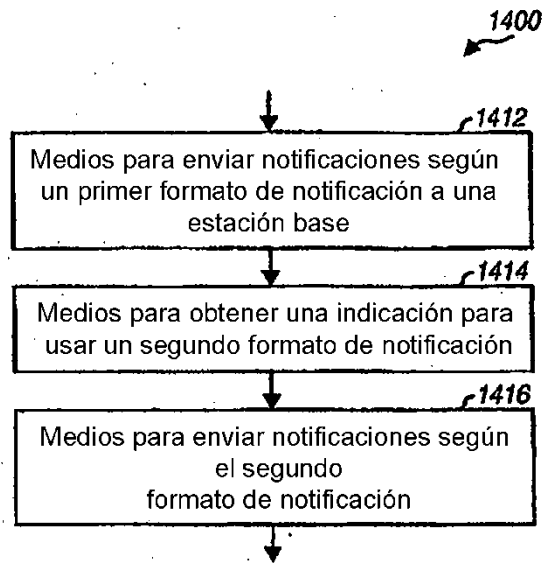 1400
1412
Medios para enviar notificaciones según
un primer formato de notificación a una
estación base
1414
Medios para obtener una indicación para
usar un segundo formato de notificación
1416
Medios para enviar notificaciones según
el segundo
formato de notificación